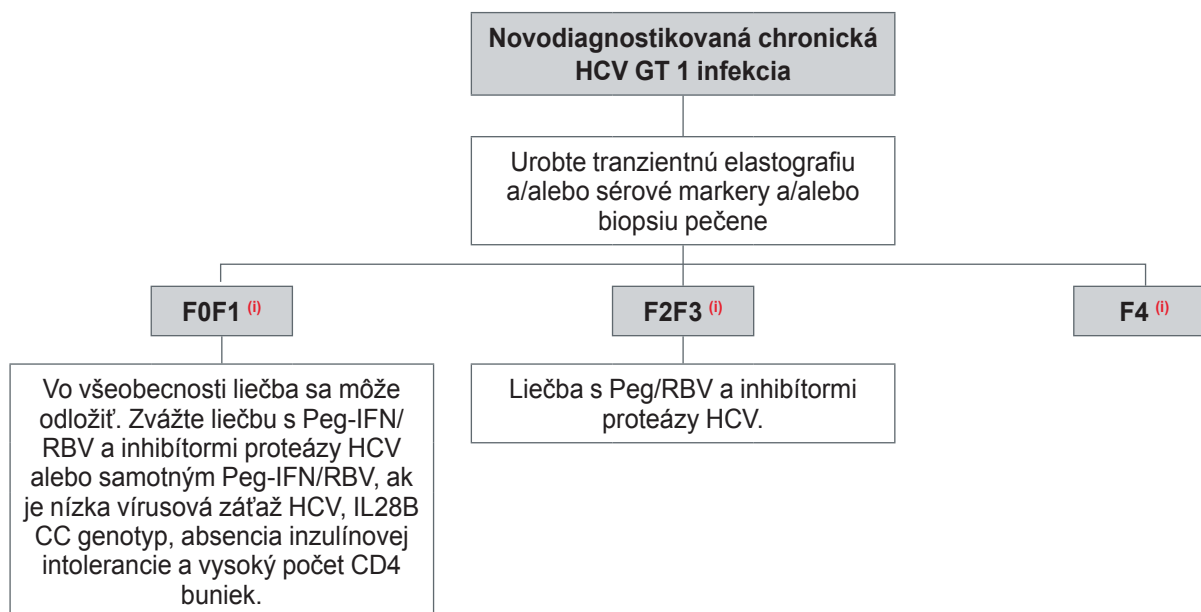 Novodiagnostikovaná chronická
HCV GT 1 infekcia
Urobte tranzientnú elastografiu
a/alebo sérové markery a/alebo
biopsiu pečene
F0F1 (i)
F2F3 (i)
F4 (i)
Vo všeobecnosti liečba sa môže
odložiť. Zvážte liečbu s Peg-IFN/
RBV a inhibítormi proteázy HCV
alebo samotným Peg-IFN/RBV, ak
je nízka vírusová záťaž HCV, IL28B
CC genotyp, absencia inzulínovej
intolerancie a vysoký počet CD4
buniek.
Liečba s Peg/RBV a inhibítormi
proteázy HCV.